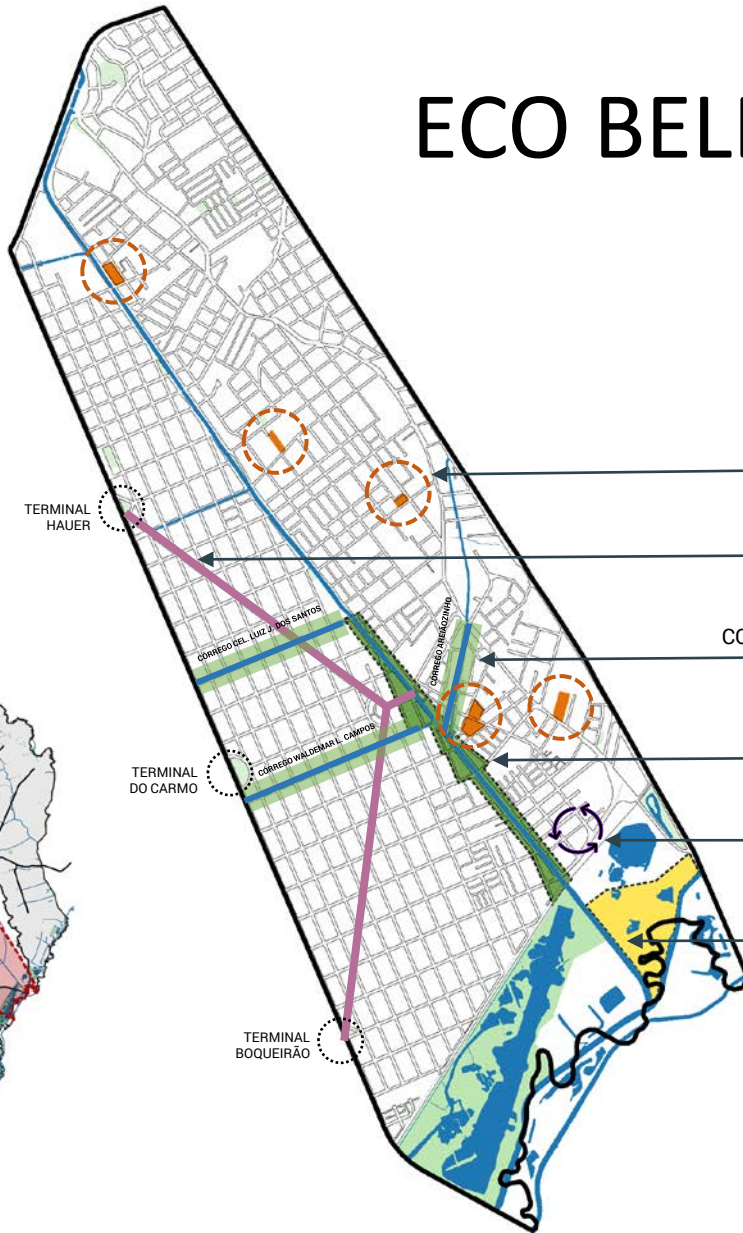 ECO BEL
TERMINAL
HAUER
CÓRREGO CEL. LUIZ J. DOS SANTOS
CÓRREGO AREIÃOZINHO
CO
CÓRREGO WALDEMAR L. CAMPOS
TERMINAL
DO CARMO
TERMINAL
BOQUEIRÃO